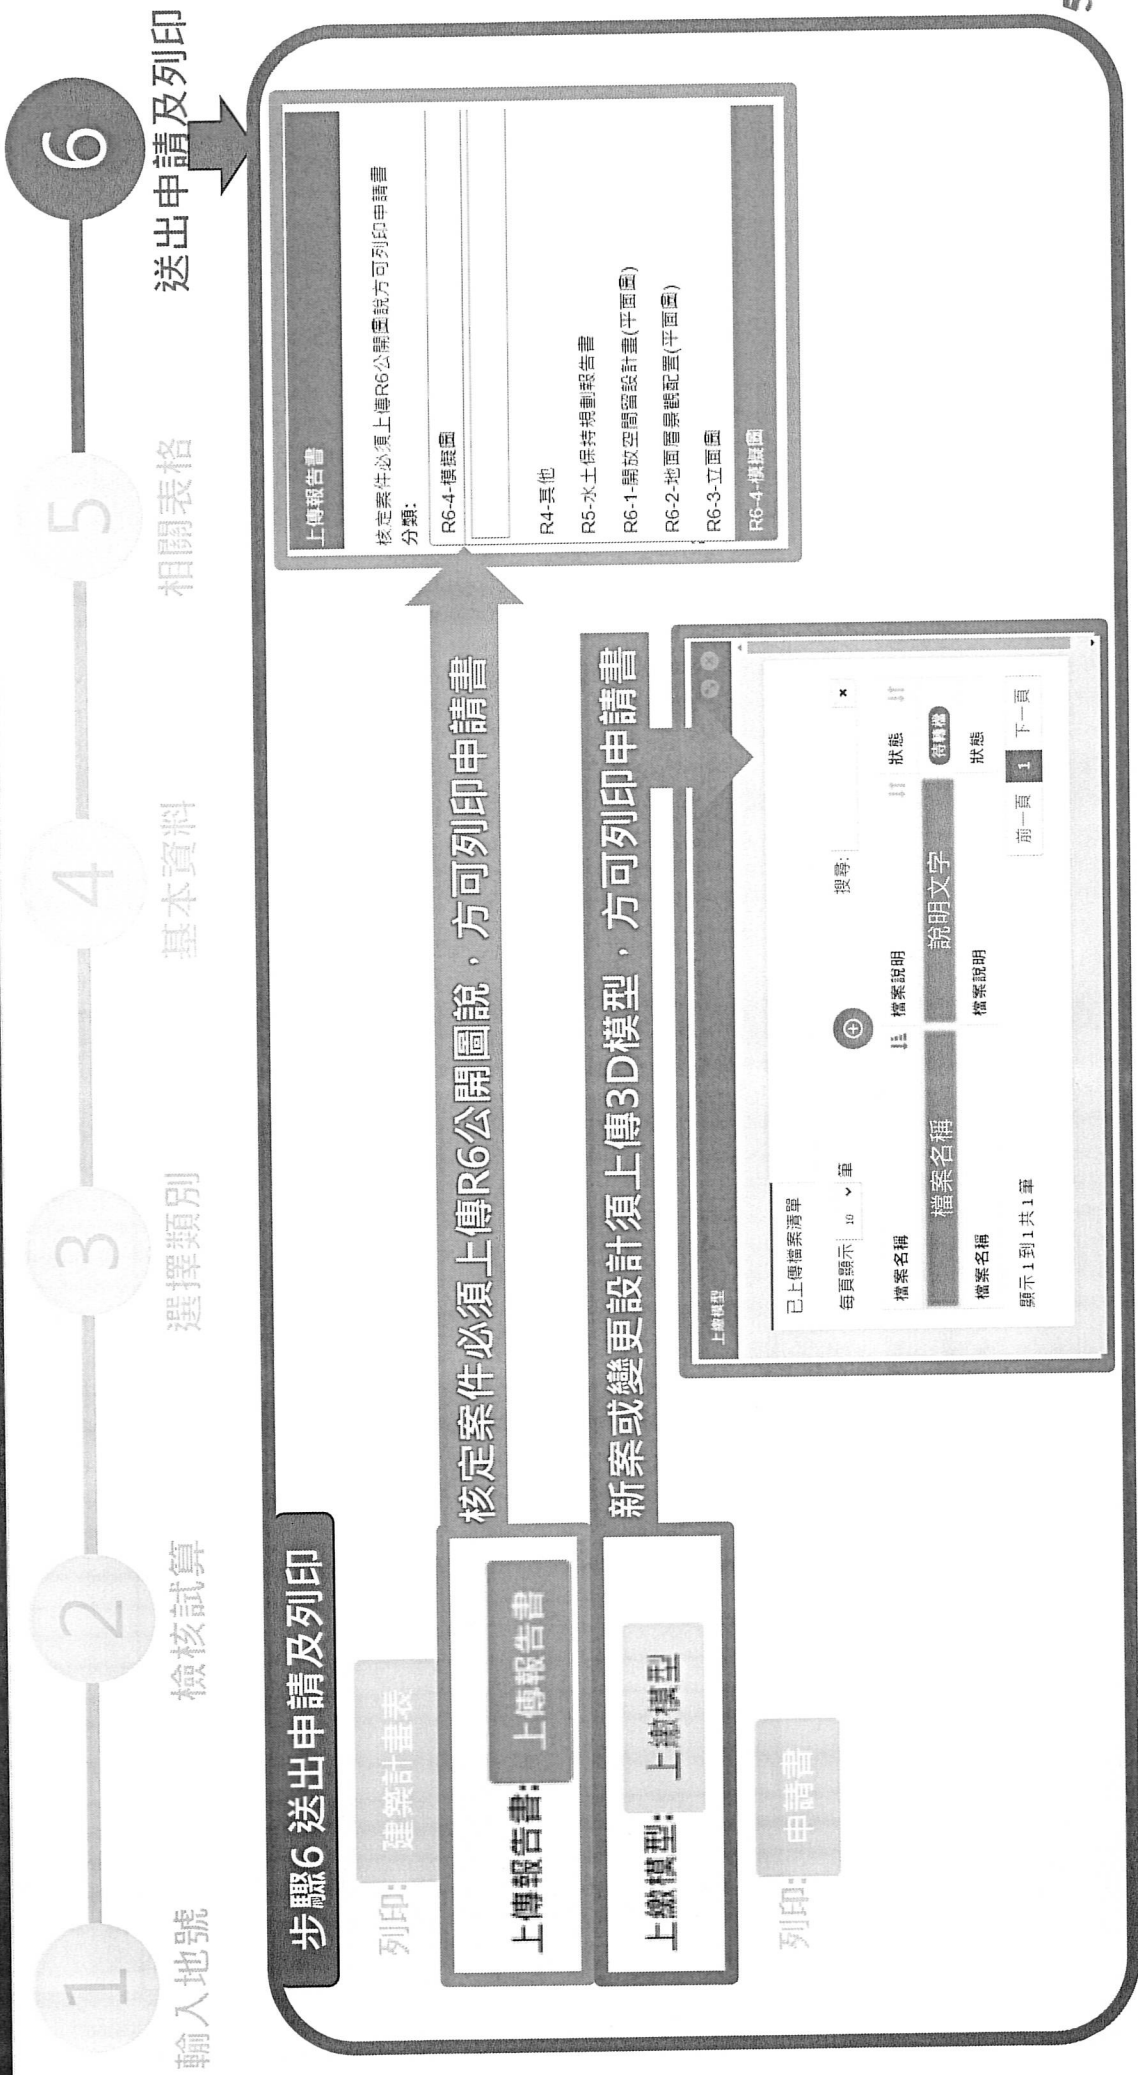 1
輸入地號
2
檢核試算
3
選擇類別
4
基本資料
5
相關表格
6
送出申請及列印
步驟6 送出申請及列印
列印: 建築計畫表
上傳報告書: 上傳報告書
上繳模型: 上繳模型
列印: 申請書
核定案件必須上傳R6公開圖說，方可列印申請書
新案或變更設計須上傳3D模型，方可列印申請書
上傳報告書
核定案件必須上傳R6公開圖說方可列印申請書
分類:
R6-4-模擬圖
R4-其他
R5-水土保持規劃報告書
R6-1-開放空間留設計畫(平面圖)
R6-2-地面層景觀配置(平面圖)
R6-3-立面圖
R6-4-模擬圖
上繳模型
已上傳檔案清單
每頁顯示 10 筆 搜尋:
檔案名稱 檔案說明 狀態
檔案名稱 說明文字 待轉檔
檔案名稱 檔案說明 狀態
顯示 1 到 1 共 1 筆
前一頁 1 下一頁